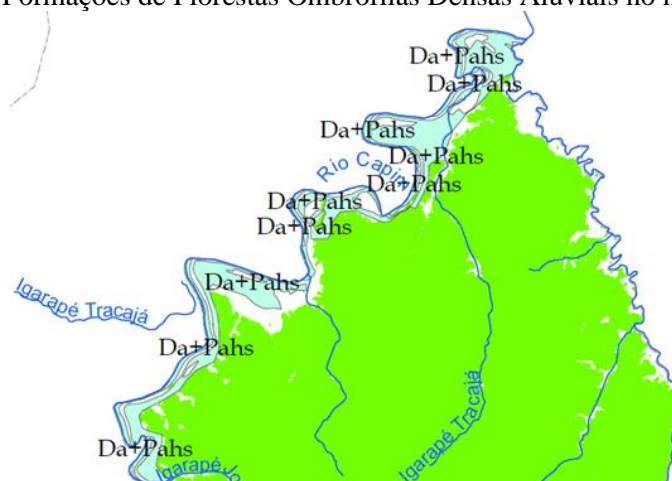 Formações de Florestas Ombrófilas Densas Aluviais no
Da+Pahs
Da+Pahs
Da+Pahs
Da+Pahs
Rio Capim
Da+Pahs
Da+Pahs
Da+Pahs
Da+Pahs
Igarapé Tracajá
Da+Pahs
Igarapé Tracajá
Da+Pahs
Igarapé